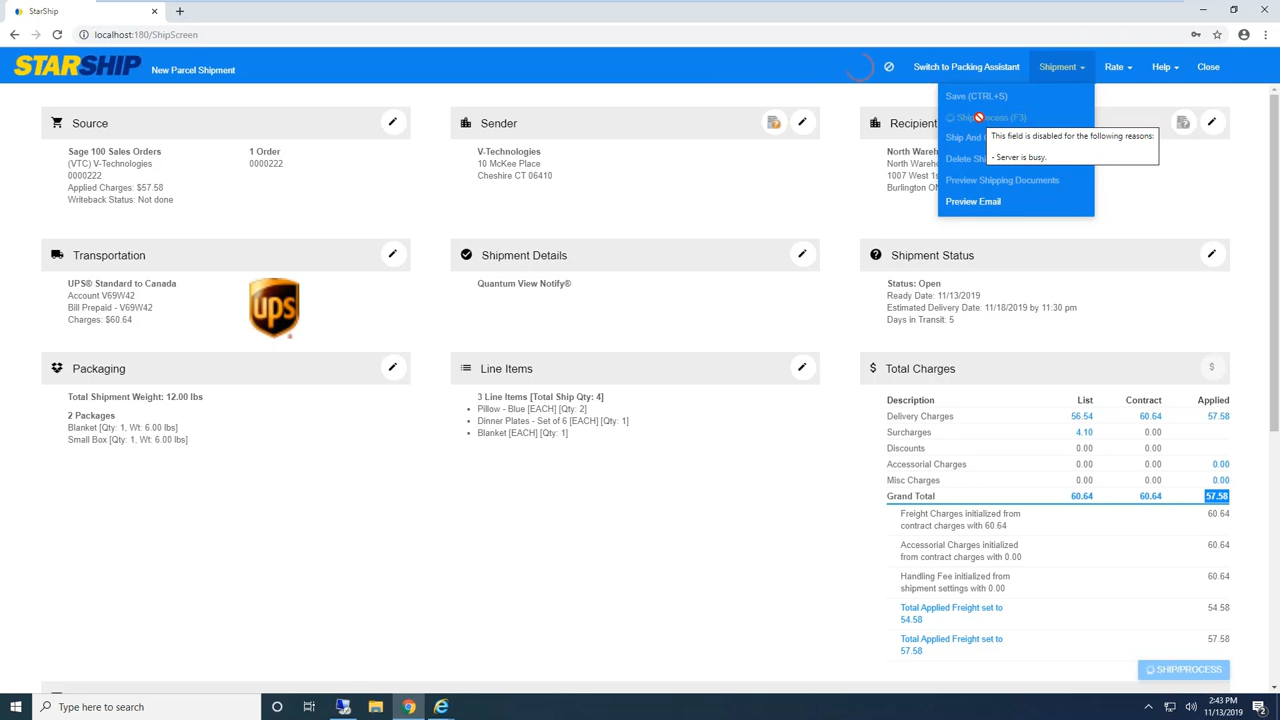 StarShip
localhost:180/ShipScreen
STARSHIP
New Parcel Shipment
Switch to Packing Assistant
Shipment
Rate
Help
Close
Save (CTRL+S)
Ship/Process (F3)
Ship And
This field is disabled for the following reasons:
- Server is busy.
Preview Shipping Documents
Preview Email
Source
Sage 100 Sales Orders
(VTC) V-Technologies
0000222
Applied Charges: $57.58
Writeback Status: Not done
1 Order
0000222
Sender
V-Technologies
10 McKee Place
Cheshire CT 06410
Recipient
1007 West 1s
Transportation
UPS® Standard to Canada
Account V69W42
Bill Prepaid - V69W42
Charges: $60.64
ups
Shipment Details
Quantum View Notify®
Shipment Status
Status: Open
Ready Date: 11/13/2019
Estimated Delivery Date: 11/18/2019 by 11:30 pm
Days in Transit: 5
Packaging
Total Shipment Weight: 12.00 lbs
2 Packages
Blanket [Qty: 1, Wt: 6.00 lbs]
Small Box [Qty: 1, Wt: 6.00 lbs]
Line Items
3 Line Items [Total Ship Qty: 4]
• Pillow - Blue [EACH] [Qty: 2]
• Dinner Plates - Set of 6 [EACH] [Qty: 1]
• Blanket [EACH] [Qty: 1]
$ Total Charges $
Description List Contract Applied
Delivery Charges 56.54 60.64 57.58
Surcharges 4.10 0.00
Discounts 0.00 0.00
Accessorial Charges 0.00 0.00 0.00
Misc Charges 0.00 0.00 0.00
Grand Total 60.64 60.64 57.58
Freight Charges initialized from 60.64
contract charges with 60.64
Accessorial Charges initialized 60.64
from contract charges with 0.00
Handling Fee initialized from 60.64
shipment settings with 0.00
Total Applied Freight set to 54.58
54.58
Total Applied Freight set to 57.58
57.58
SHIP/PROCESS
Type here to search
2:43 PM
11/13/2019
2